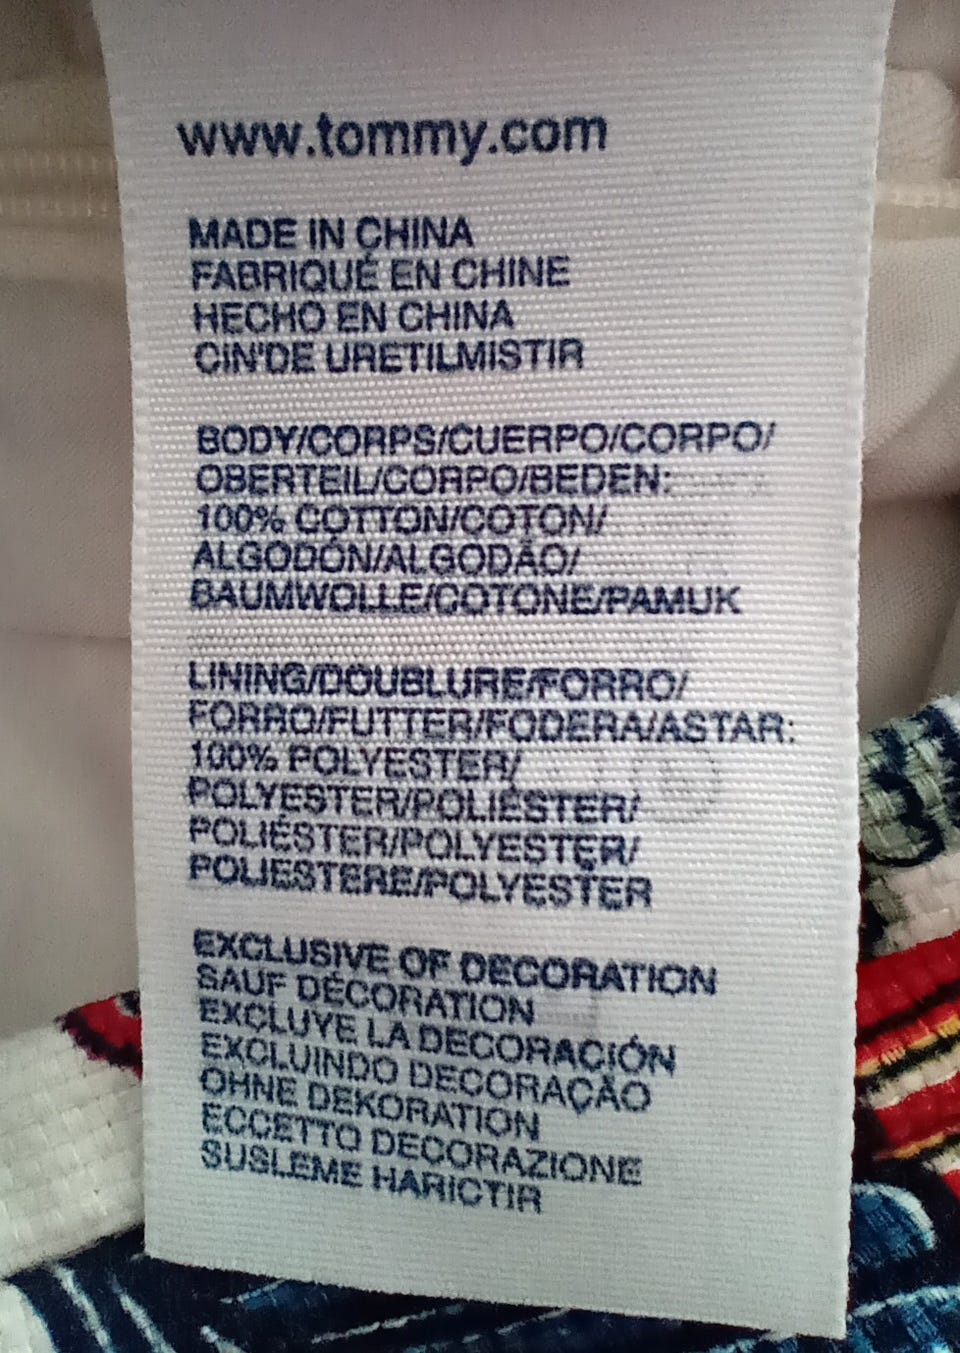 www.tommy.com
MADE IN CHINA
FABRIQUÉ EN CHINE
HECHO EN CHINA
CIN'DE URETILMISTIR
BODY/CORPS/CUERPO/CORPO/
OBERTEIL/CORPO/BEDEN:
100% COTTON/COTON/
ALGODÓN/ALGODÃO/
BAUMWOLLE/COTONE/PAMUK
LINING/DOUBLURE/FORRO/
FORRO/FUTTER/FODERA/ASTAR:
100% POLYESTER/
POLYESTER/POLIÉSTER/
POLIÉSTER/POLYESTER/
POLIESTERE/POLYESTER
EXCLUSIVE OF DECORATION
SAUF DÉCORATION
EXCLUYE LA DECORACIÓN
EXCLUINDO DECORAÇÃO
OHNE DEKORATION
ECCETTO DECORAZIONE
SUSLEME HARICTIR